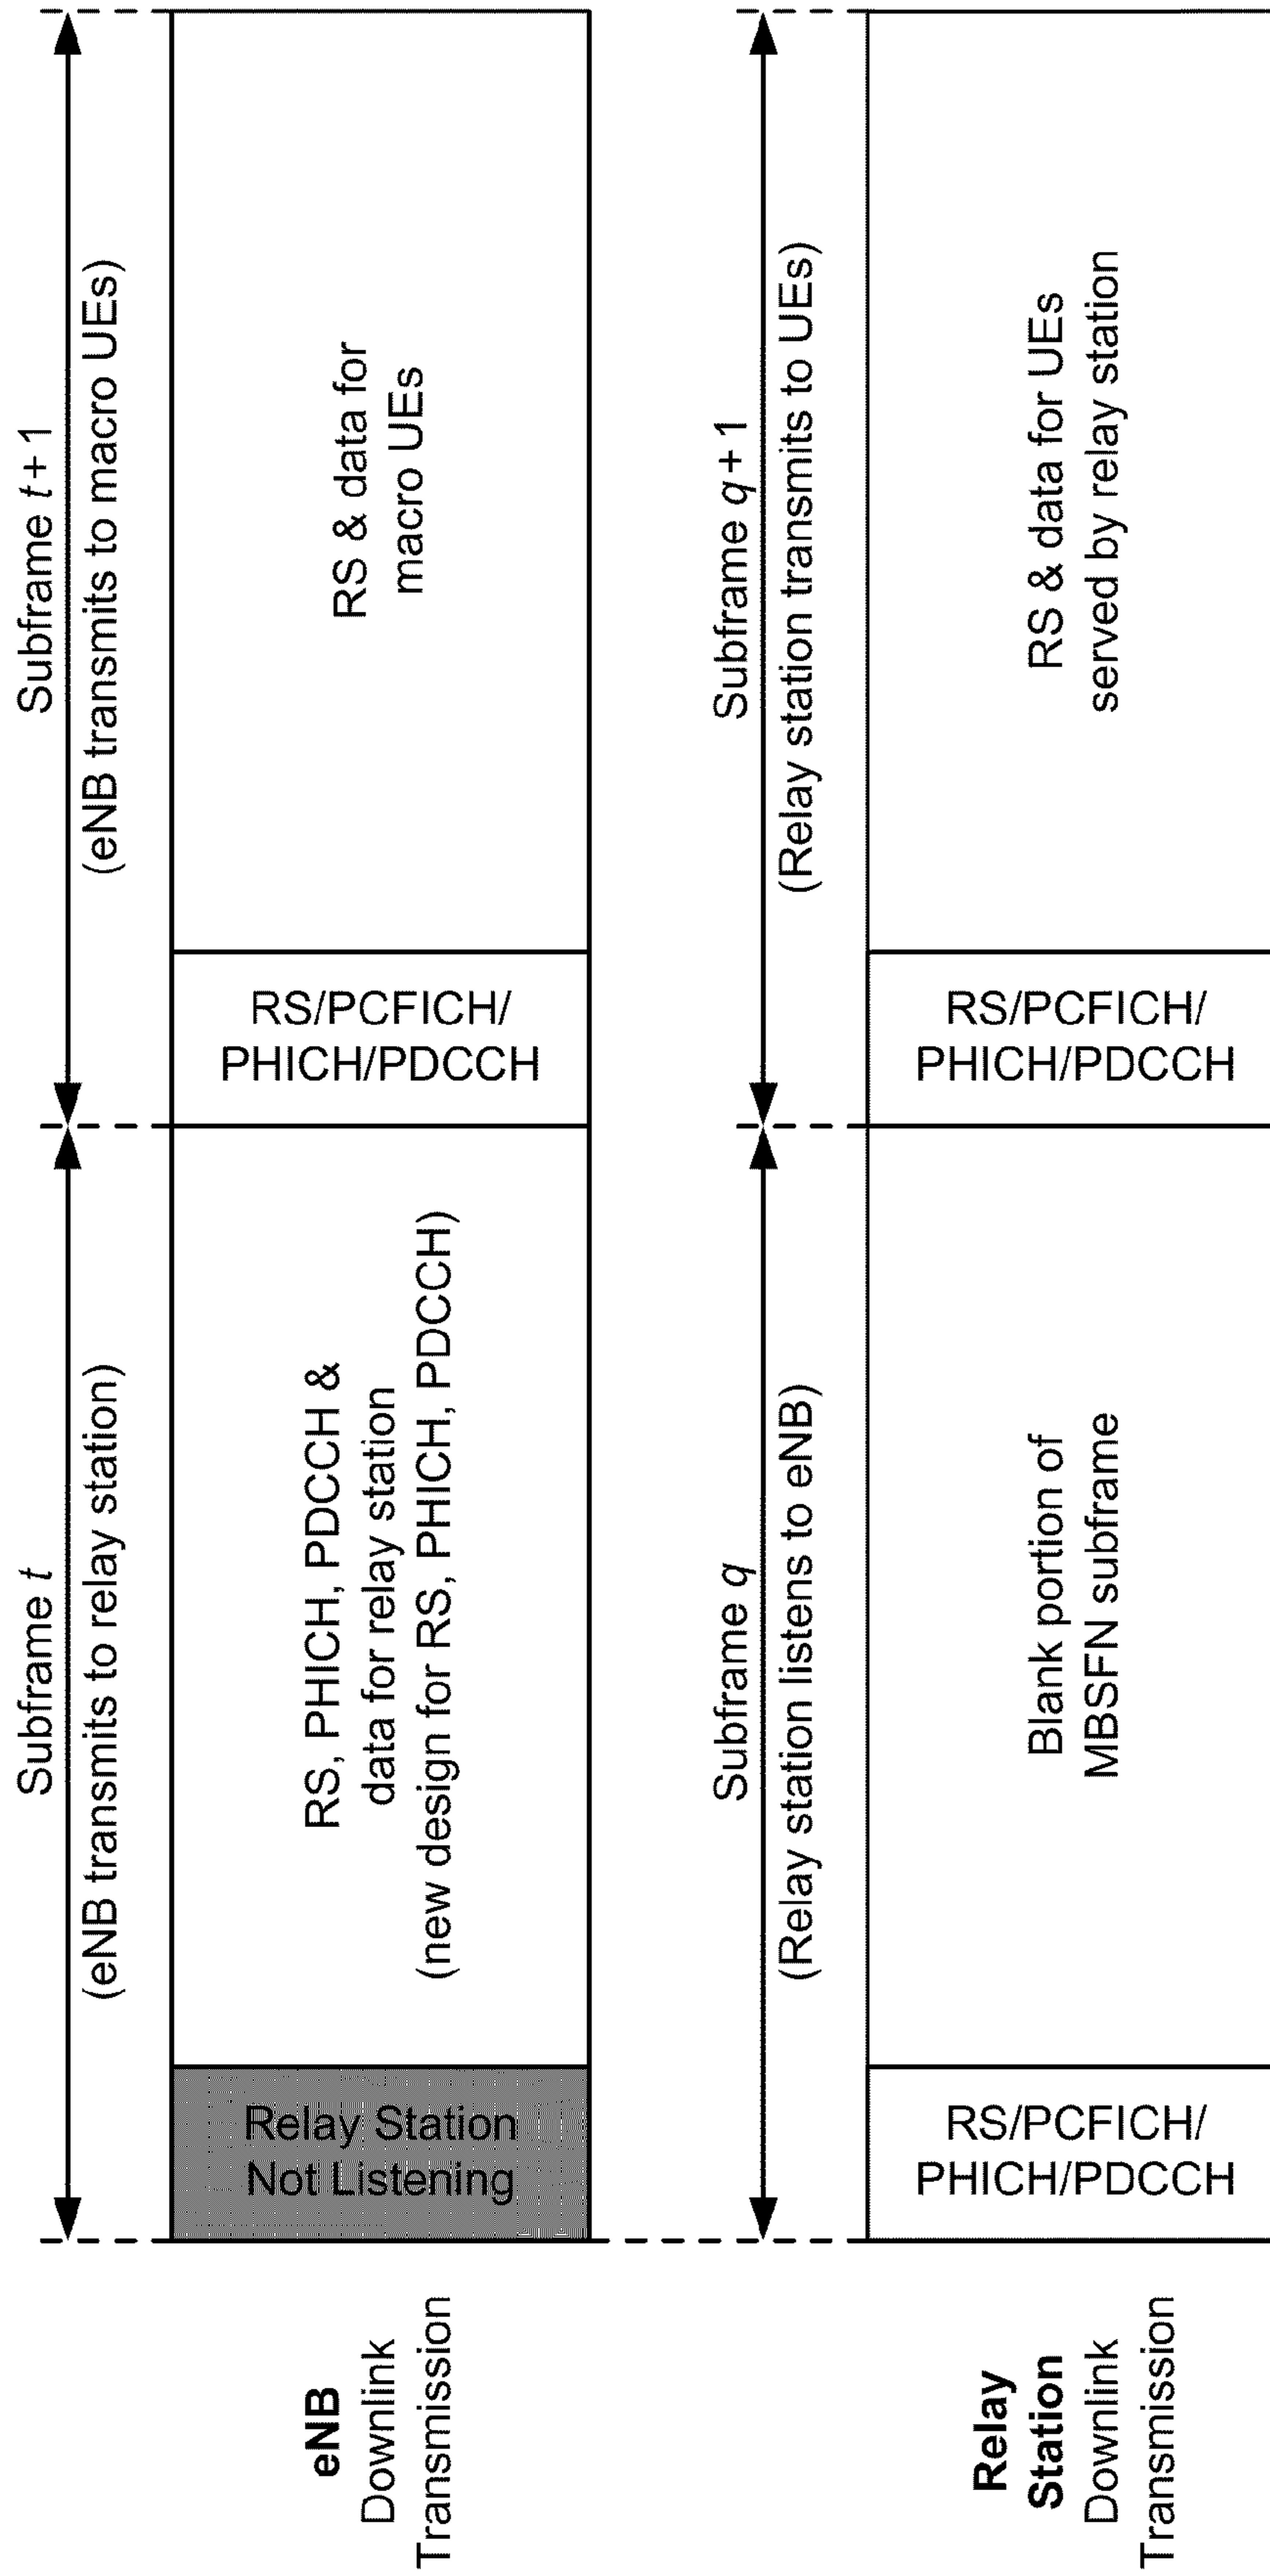 Subframe t
(eNB transmits to relay station)
Subframe t + 1
(eNB transmits to macro UEs)
eNB
Downlink
Transmission
Relay Station
Not Listening
RS, PHICH, PDCCH &
data for relay station
(new design for RS, PHICH, PDCCH)
RS/PCFICH/
PHICH/PDCCH
RS & data for
macro UEs
Subframe q
(Relay station listens to eNB)
Subframe q + 1
(Relay station transmits to UEs)
Relay
Station
Downlink
Transmission
RS/PCFICH/
PHICH/PDCCH
Blank portion of
MBSFN subframe
RS/PCFICH/
PHICH/PDCCH
RS & data for UEs
served by relay station